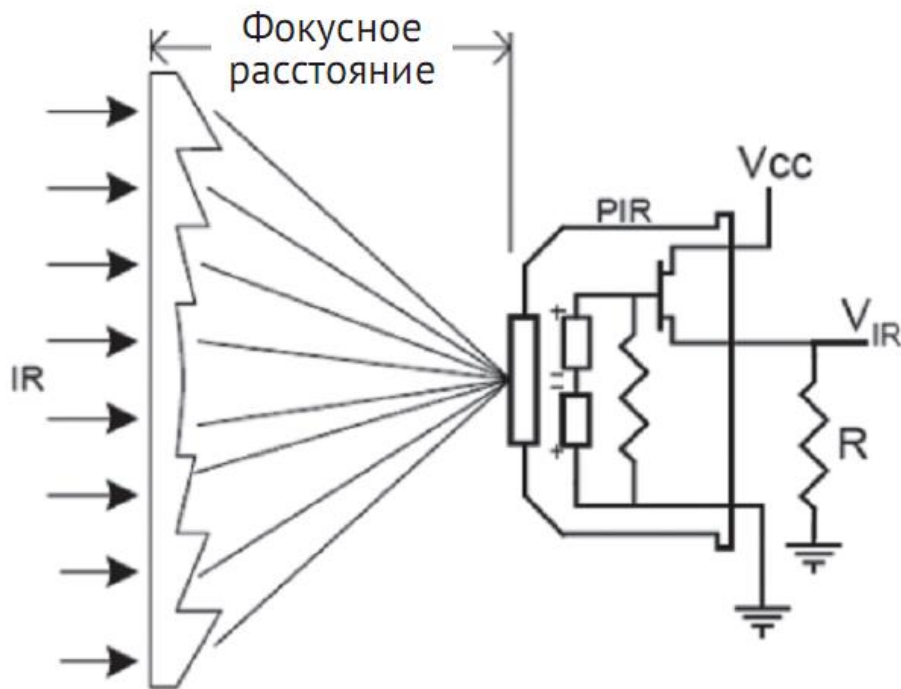 Фокусное
расстояние
Vcc
PIR
+
=
+
V IR
IR
R